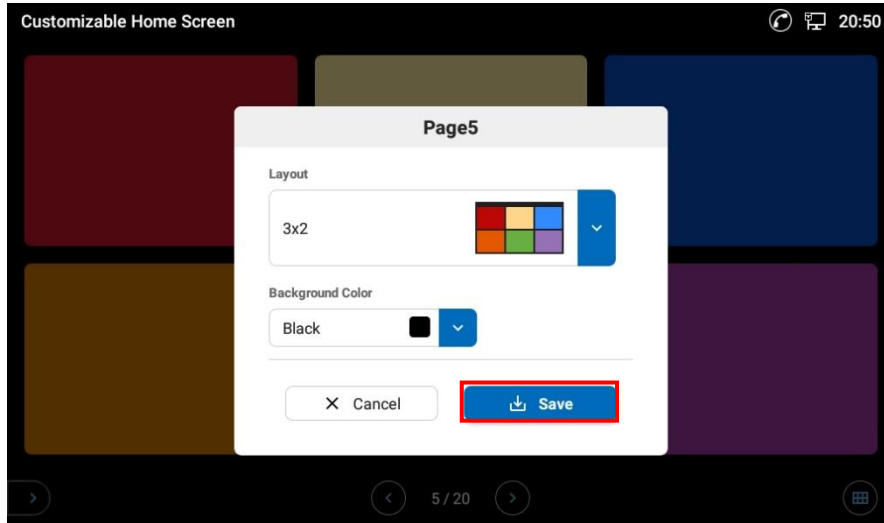 Customizable Home Screen
20:50
Page5
Layout
3x2
Background Color
Black
Cancel
Save
5/20